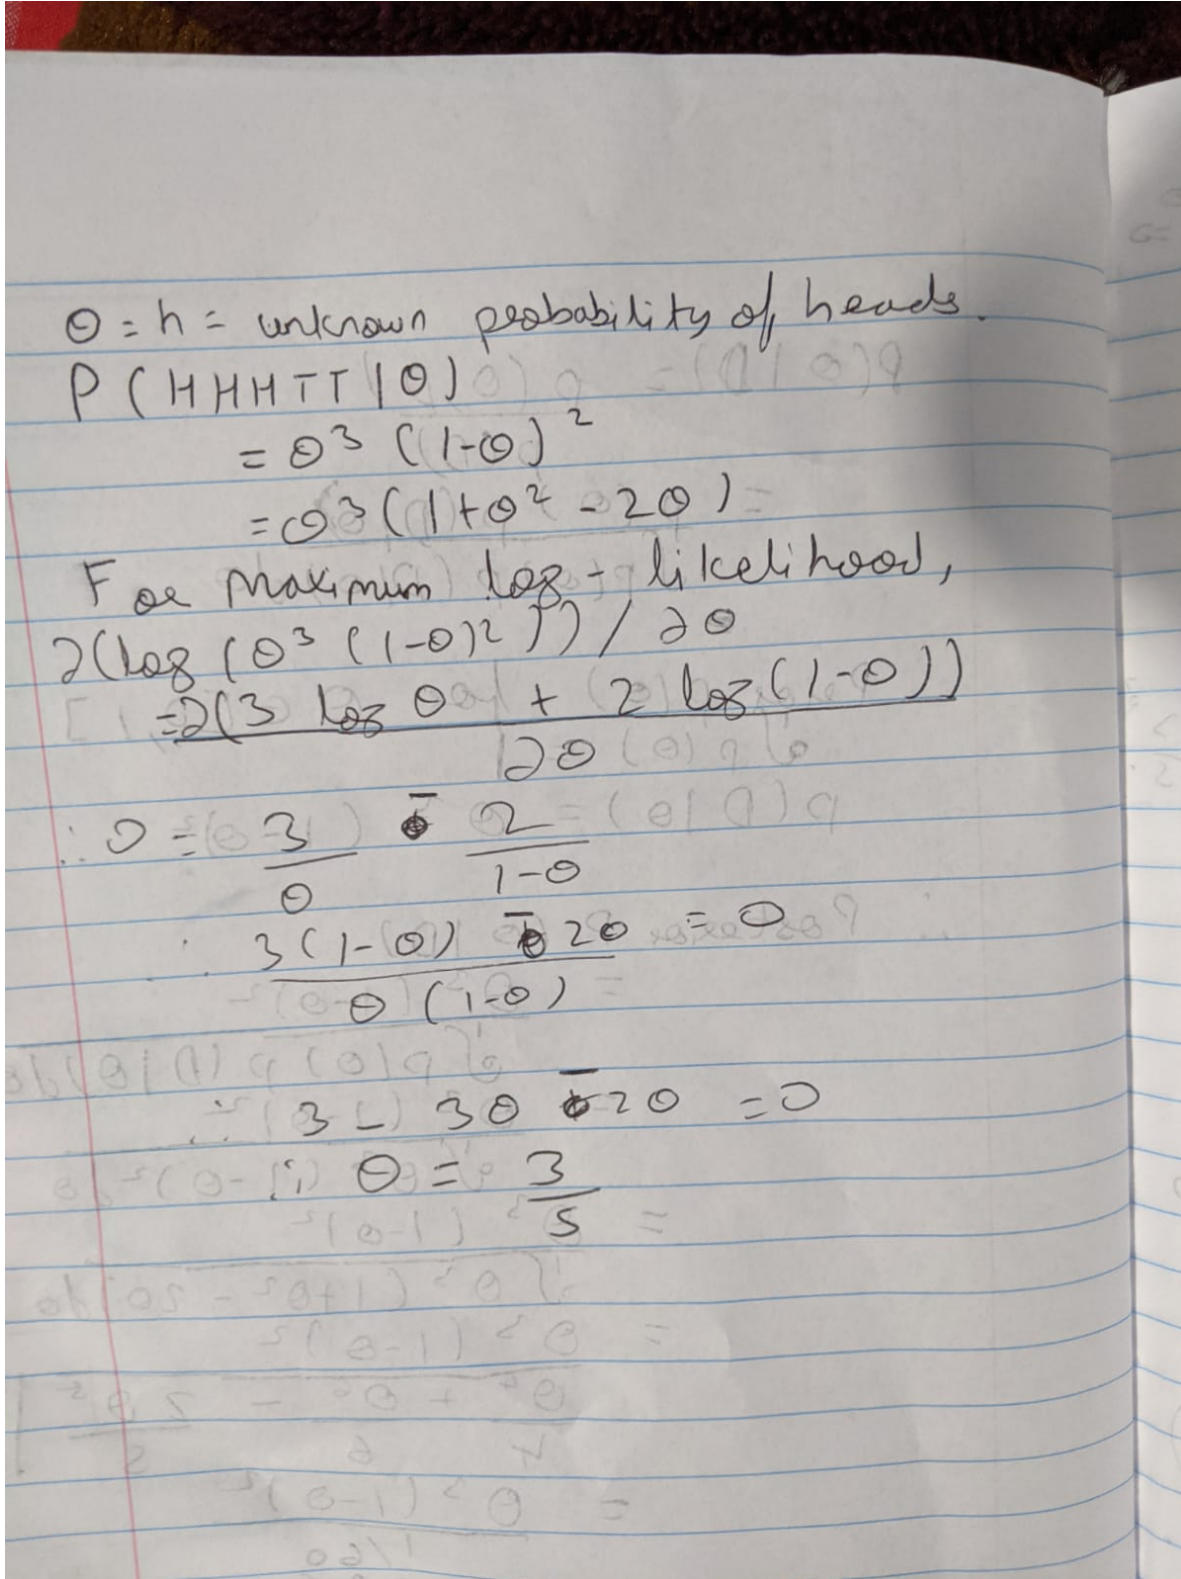 θ = h = unknown probability of heads.
P ( HHHTT | θ )
= θ³ (1-θ)²
= θ³ (1+θ² - 2θ)
For Maximum log - likelihood,
∂(log (θ³ (1-θ)²)) / ∂θ
= ∂(3 log θ + 2 log (1-θ))
∂θ
∴ 0 = 3/θ - 2/1-θ
∴ 3(1-θ) - 2θ = 0
θ (1-θ)
3 - 3θ - 2θ = 0
∴ θ = 3/5